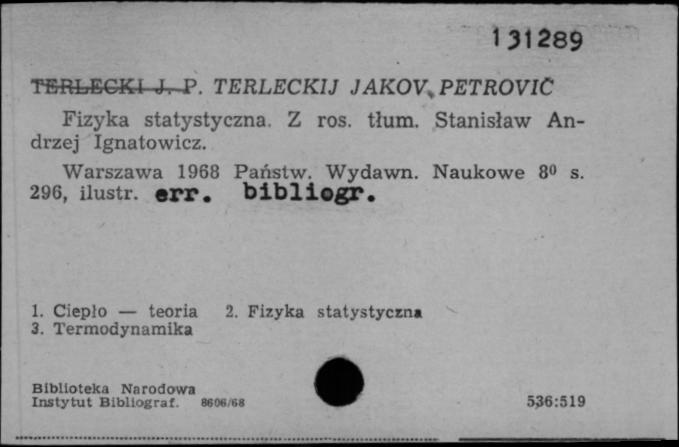 131289
TERLECKI J. P. TERLECKIJ JAKOV PETROVIČ
Fizyka statystyczna. Z ros. tłum. Stanisław An-
drzej Ignatowicz.
Warszawa 1968 Państw. Wydawn. Naukowe 8⁰ s.
296, ilustr. err. bibliogr.
1. Ciepło — teoria 2. Fizyka statystyczna
3. Termodynamika
Biblioteka Narodowa
Instytut Bibliograf. 8606/68
536:519